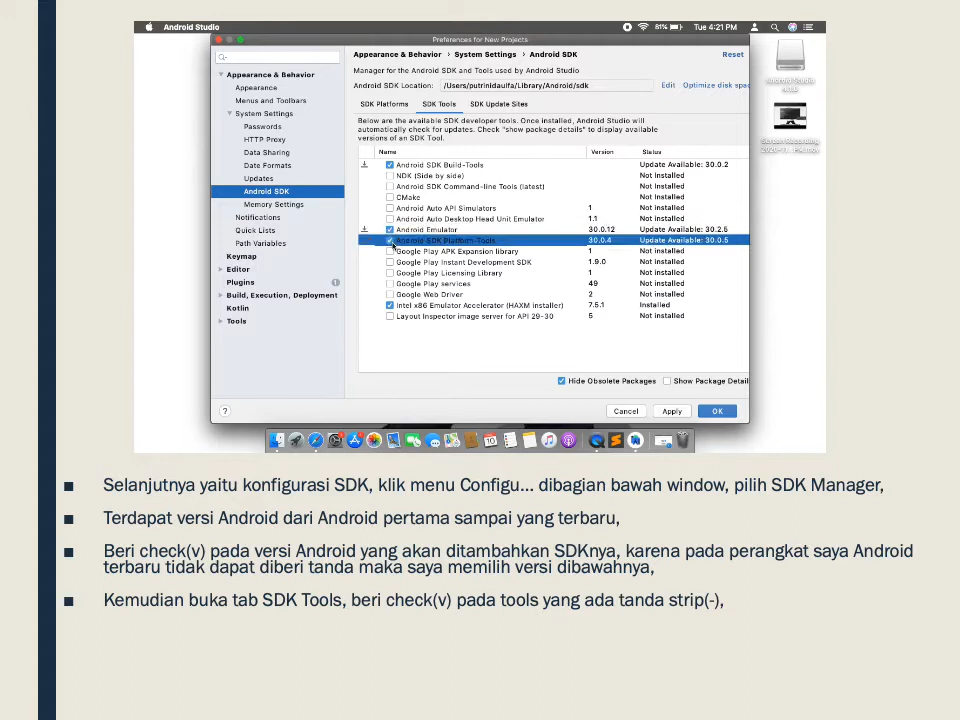 Android Studio
81%
Tue 4:21 PM
Preferences for New Projects
Appearance & Behavior › System Settings › Android SDK
Reset
Manager for the Android SDK and Tools used by Android Studio
Android SDK Location: /Users/putrinidaulfa/Library/Android/sdk Edit Optimize disk spac
SDK Platforms SDK Tools SDK Update Sites
Below are the available SDK developer tools. Once installed, Android Studio will
automatically check for updates. Check "show package details" to display available
versions of an SDK Tool.
Name Version Status
Android SDK Build-Tools Update Available: 30.0.2
NDK (Side by side) Not Installed
Android SDK Command-line Tools (latest) Not Installed
CMake Not Installed
Android Auto API Simulators 1 Not installed
Android Auto Desktop Head Unit Emulator 1.1 Not installed
Android Emulator 30.0.12 Update Available: 30.2.5
Android SDK Platform-Tools 30.0.4 Update Available: 30.0.5
Google Play APK Expansion library 1 Not installed
Google Play Instant Development SDK 1.9.0 Not installed
Google Play Licensing Library 1 Not installed
Google Play services 49 Not installed
Google Web Driver 2 Not installed
Intel x86 Emulator Accelerator (HAXM installer) 7.5.1 Installed
Layout Inspector image server for API 29-30 5 Not installed
Hide Obsolete Packages Show Package Detail
? Cancel Apply OK
Appearance & Behavior
Appearance
Menus and Toolbars
System Settings
Passwords
HTTP Proxy
Data Sharing
Date Formats
Updates
Android SDK
Memory Settings
Notifications
Quick Lists
Path Variables
Keymap
Editor
Plugins 1
Build, Execution, Deployment
Kotlin
Tools
Android Studio
Selanjutnya yaitu konfigurasi SDK, klik menu Configu... dibagian bawah window, pilih SDK Manager,
Terdapat versi Android dari Android pertama sampai yang terbaru,
Beri check(v) pada versi Android yang akan ditambahkan SDKnya, karena pada perangkat saya Android
terbaru tidak dapat diberi tanda maka saya memilih versi dibawahnya,
Kemudian buka tab SDK Tools, beri check(v) pada tools yang ada tanda strip(-),